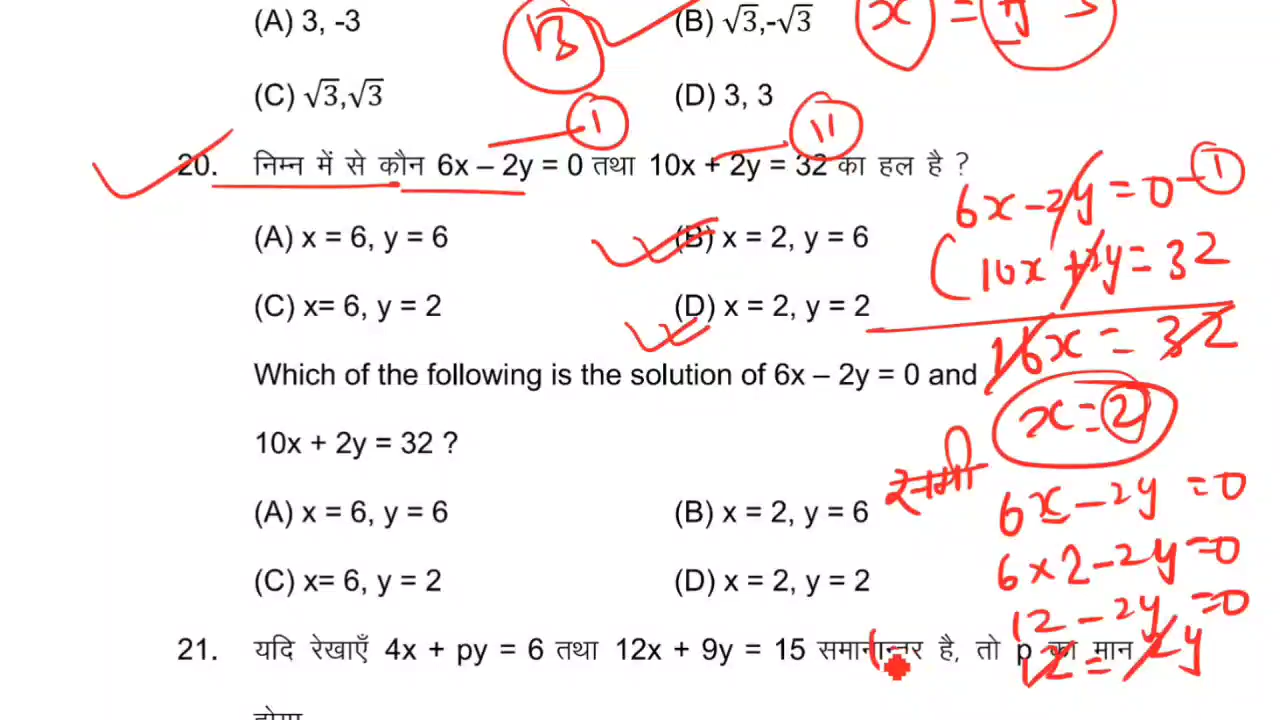 (A) 3, -3 (B) √3,-√3
√3
x =
(C) √3,√3 (D) 3, 3
I II
20. निम्न में से कौन 6x – 2y = 0 तथा 10x + 2y = 32 का हल है ?
6x-2y=0-①
(A) x = 6, y = 6 (B) x = 2, y = 6
10x+2y=32
(C) x= 6, y = 2 (D) x = 2, y = 2
16x = 32
Which of the following is the solution of 6x – 2y = 0 and
x=2
10x + 2y = 32 ?
6x-2y=0
(A) x = 6, y = 6 (B) x = 2, y = 6
6x2-2y=0
(C) x= 6, y = 2 (D) x = 2, y = 2
12-2y=0
21. यदि रेखाएँ 4x + py = 6 तथा 12x + 9y = 15 समानान्तर है, तो p का मान
12=2y
होगा